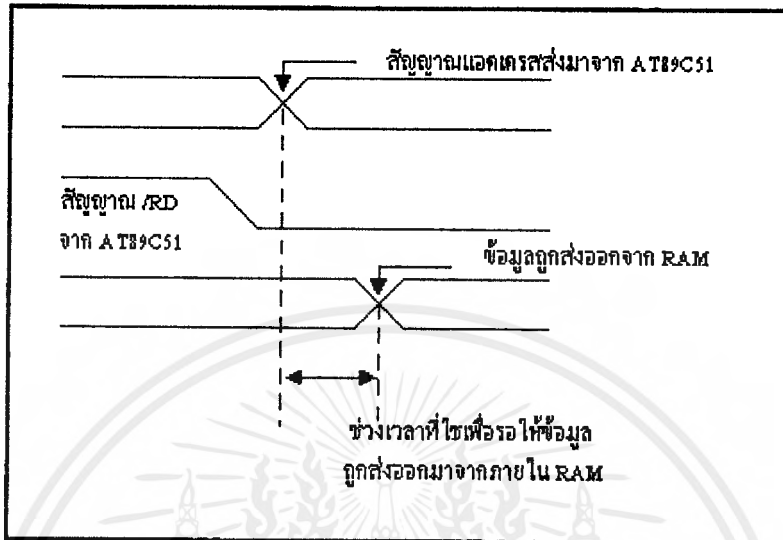 สัญญาณแอดเดรสส่งมาจาก AT89C51
สัญญาณ /RD
จาก AT89C51
ข้อมูลถูกส่งออกจาก RAM
ช่วงเวลาที่ใชเพื่อรอให้ข้อมูล
ถูกส่งออกมาจากภายใน RAM